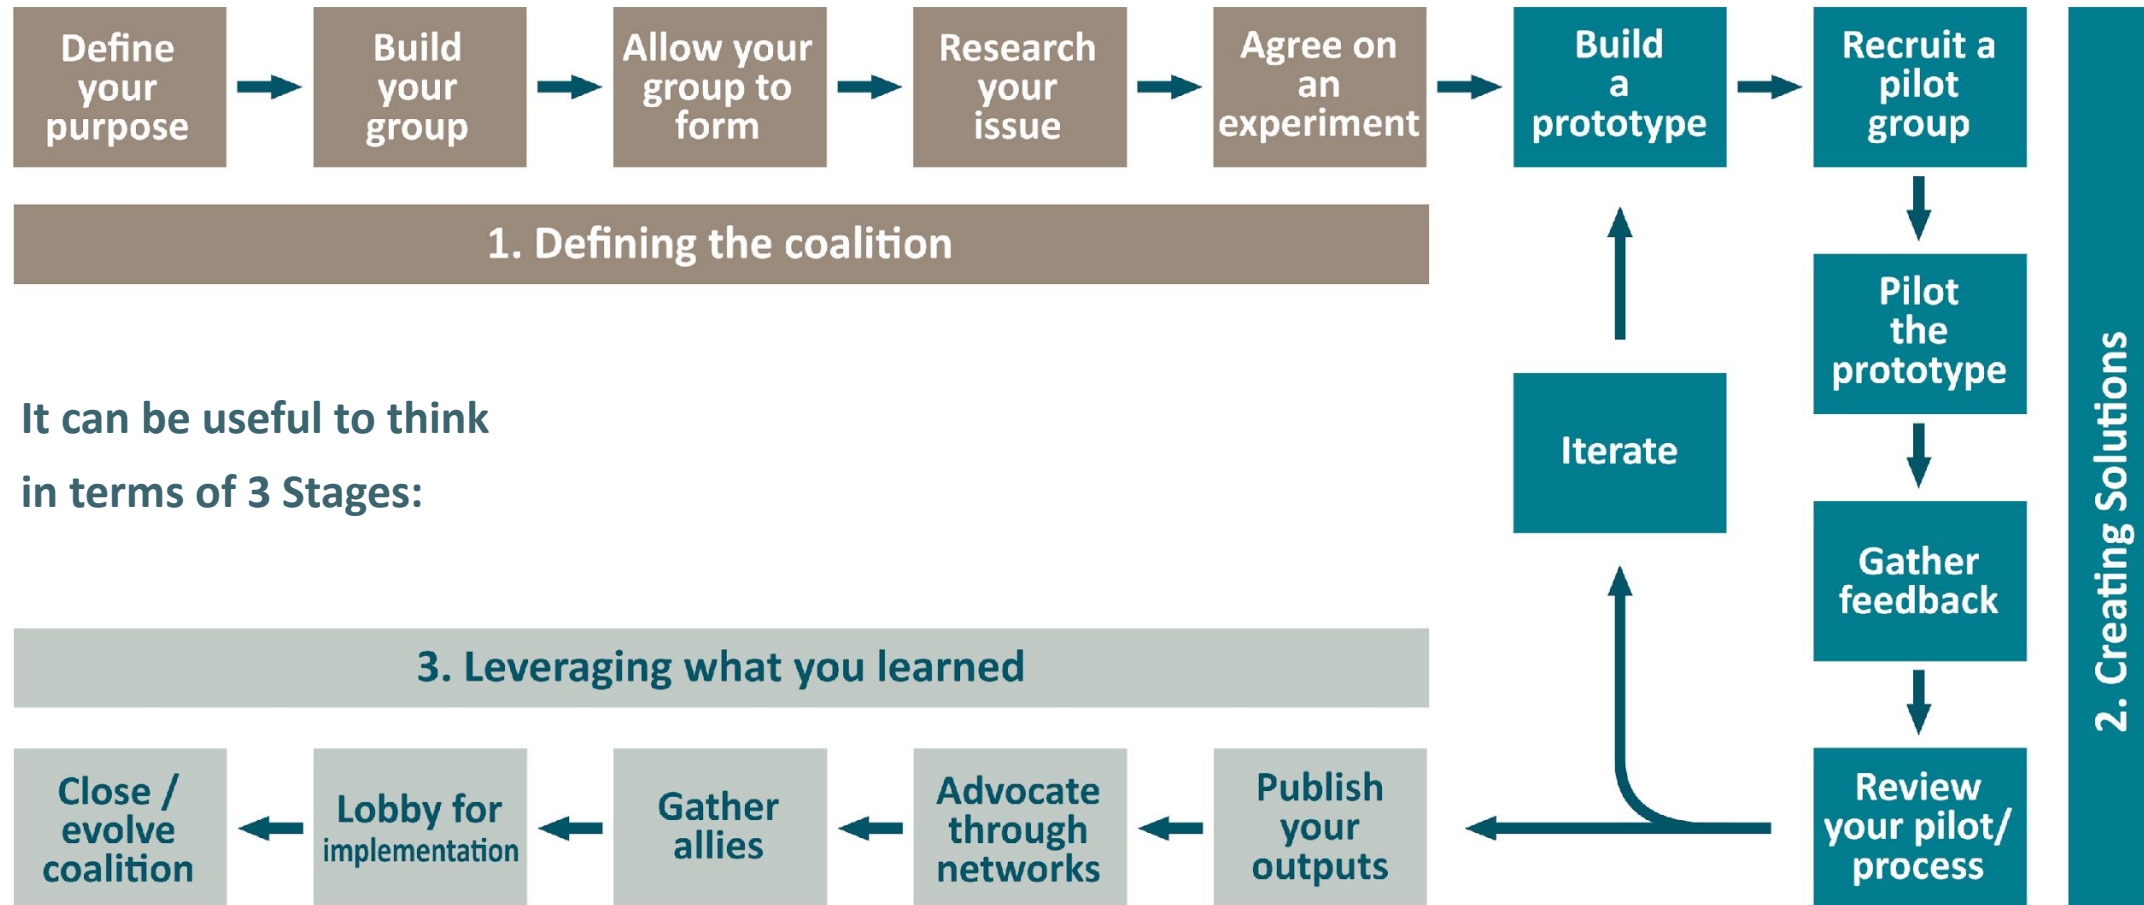 Define
your
purpose
Build
your
group
Allow your
group to
form
Research
your
issue
Agree on
an
experiment
Build
a
prototype
Recruit a
pilot
group
1. Defining the coalition
Pilot
the
prototype
2. Creating Solutions
It can be useful to think
in terms of 3 Stages:
Iterate
Gather
feedback
3. Leveraging what you learned
Review
your pilot/
process
Publish
your
outputs
Advocate
through
networks
Gather
allies
Lobby for
implementation
Close /
evolve
coalition